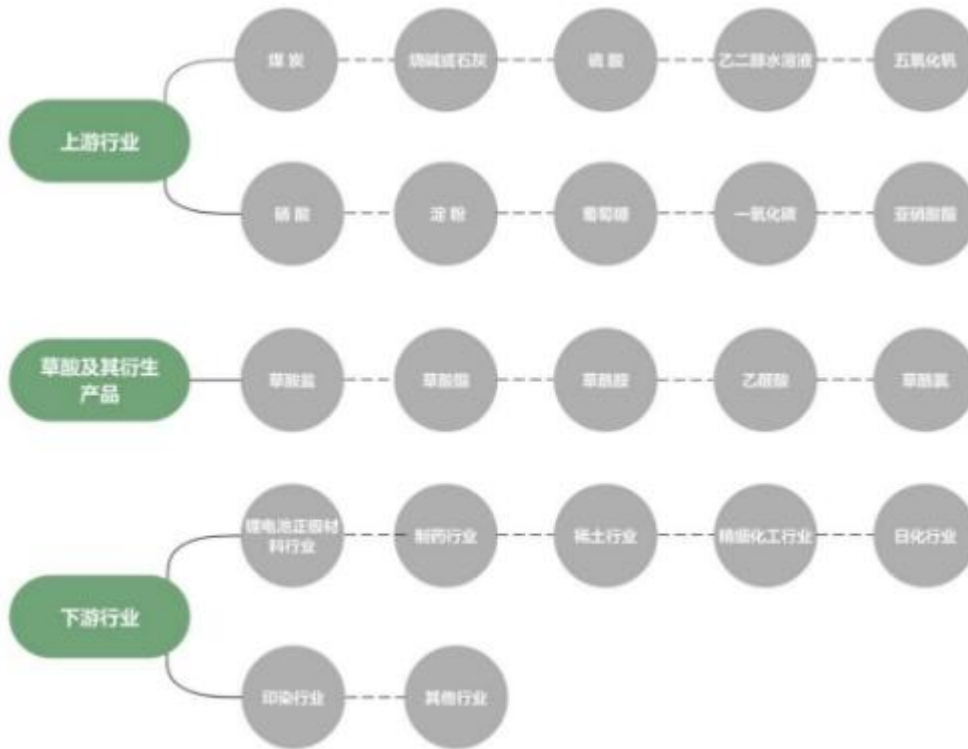 煤 炭
烧碱或石灰
硫 酸
乙二醇水溶液
五氧化钒
上游行业
硝 酸
淀 粉
葡萄糖
一氧化碳
亚硝酸酯
草酸及其衍生
产品
草酸盐
草酸酯
草酰胺
乙醛酸
草酰氯
锂电池正极材
料行业
制药行业
稀土行业
精细化工行业
日化行业
下游行业
印染行业
其他行业